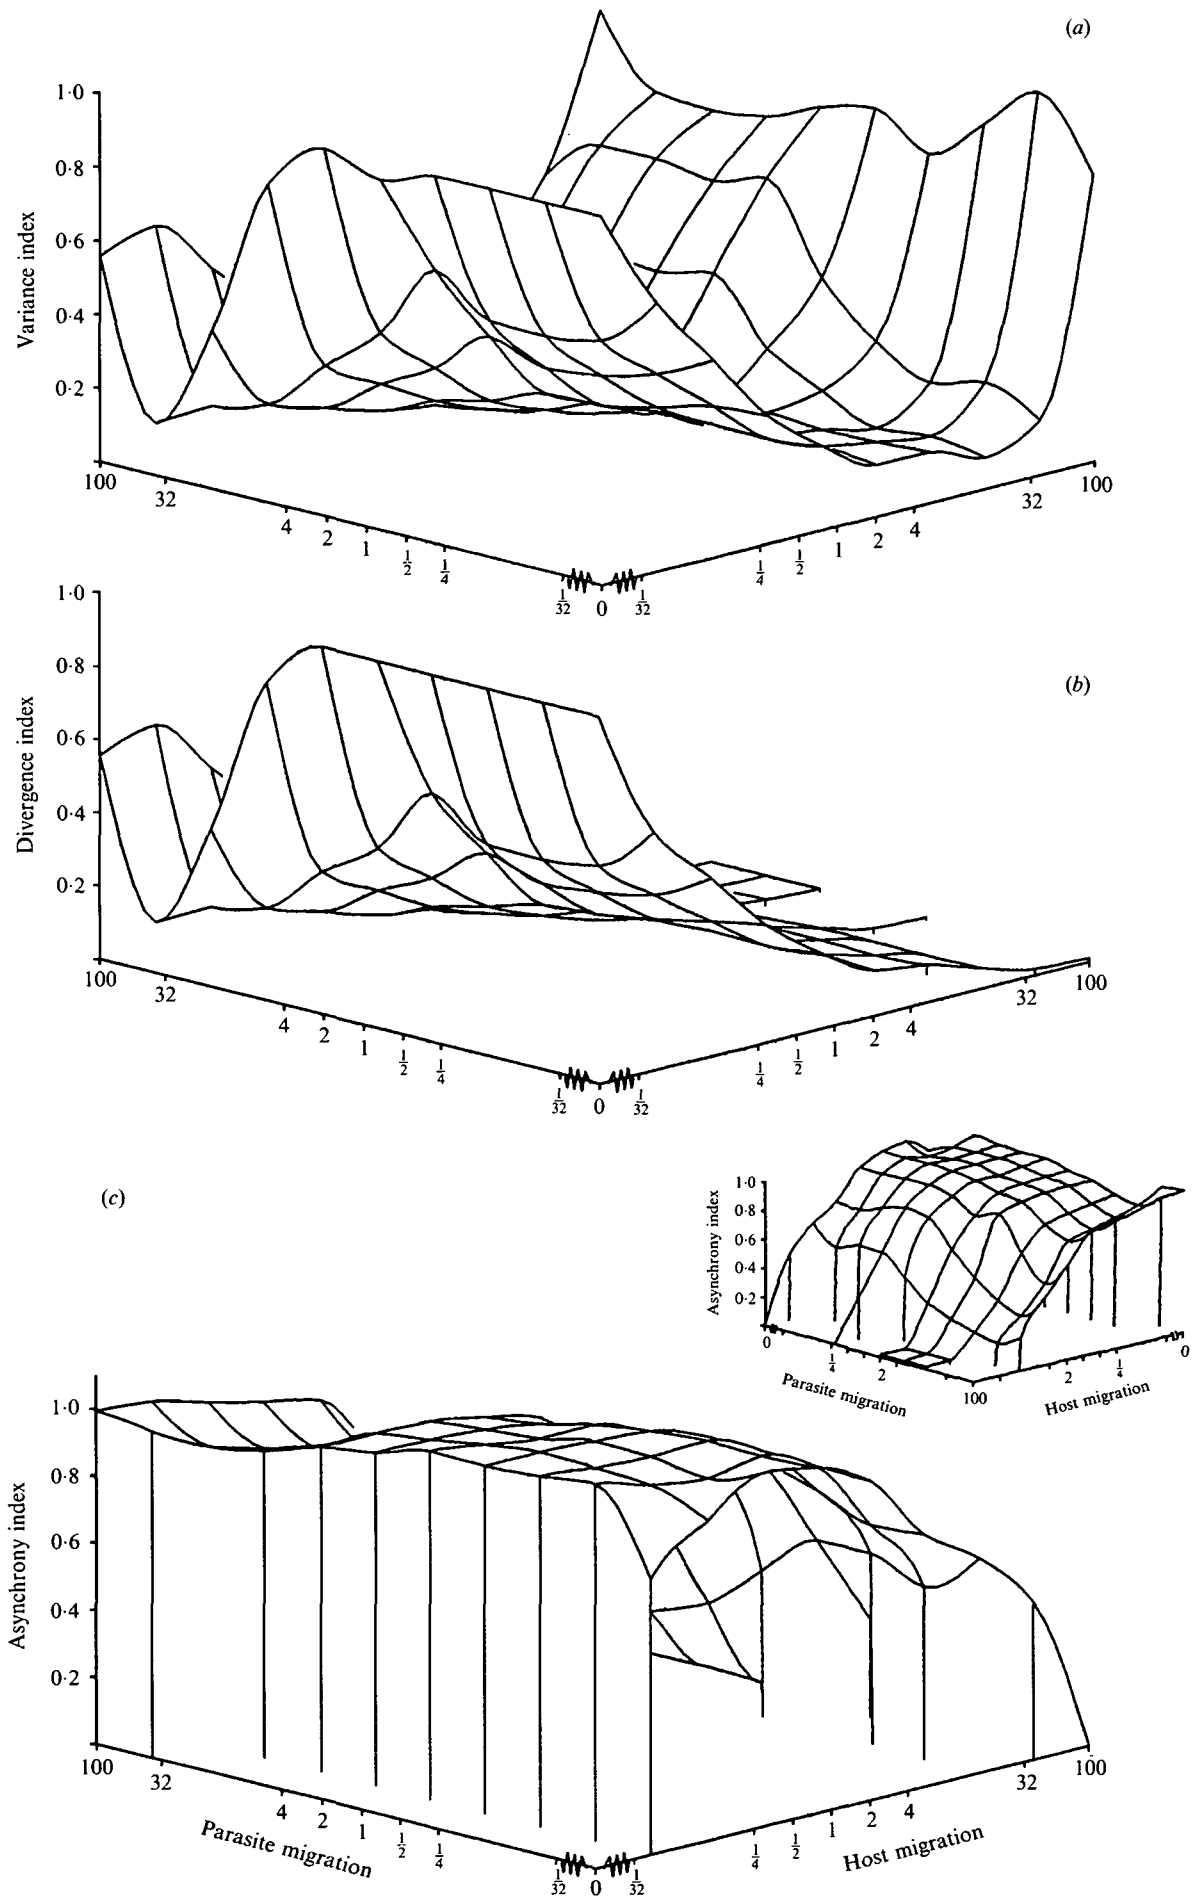 (a)
Variance index
1·0
0·8
0·6
0·4
0·2
100 32 4 2 1 1/2 1/4 1/32 0 1/32 1/4 1/2 1 2 4 32 100
(b)
Divergence index
1·0
0·8
0·6
0·4
0·2
100 32 4 2 1 1/2 1/4 1/32 0 1/32 1/4 1/2 1 2 4 32 100
(c)
Asynchrony index
1·0
0·8
0·6
0·4
0·2
0 1/4 2 100 2 1/4 0
Parasite migration
Host migration
Asynchrony index
1·0
0·8
0·6
0·4
0·2
100 32 4 2 1 1/2 1/4 1/32 0 1/32 1/4 1/2 1 2 4 32 100
Parasite migration
Host migration